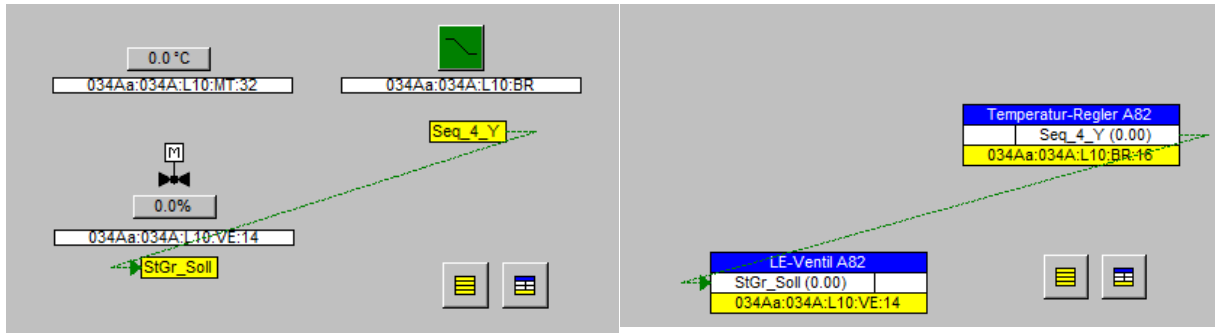 0.0 °C
034Aa:034A:L10:MT:32
034Aa:034A:L10:BR
Seq_4_Y
M
0.0%
034Aa:034A:L10:VE:14
StGr_Soll
Temperatur-Regler A82
Seq_4_Y (0.00)
034Aa:034A:L10:BR:16
LE-Ventil A82
StGr_Soll (0.00)
034Aa:034A:L10:VE:14